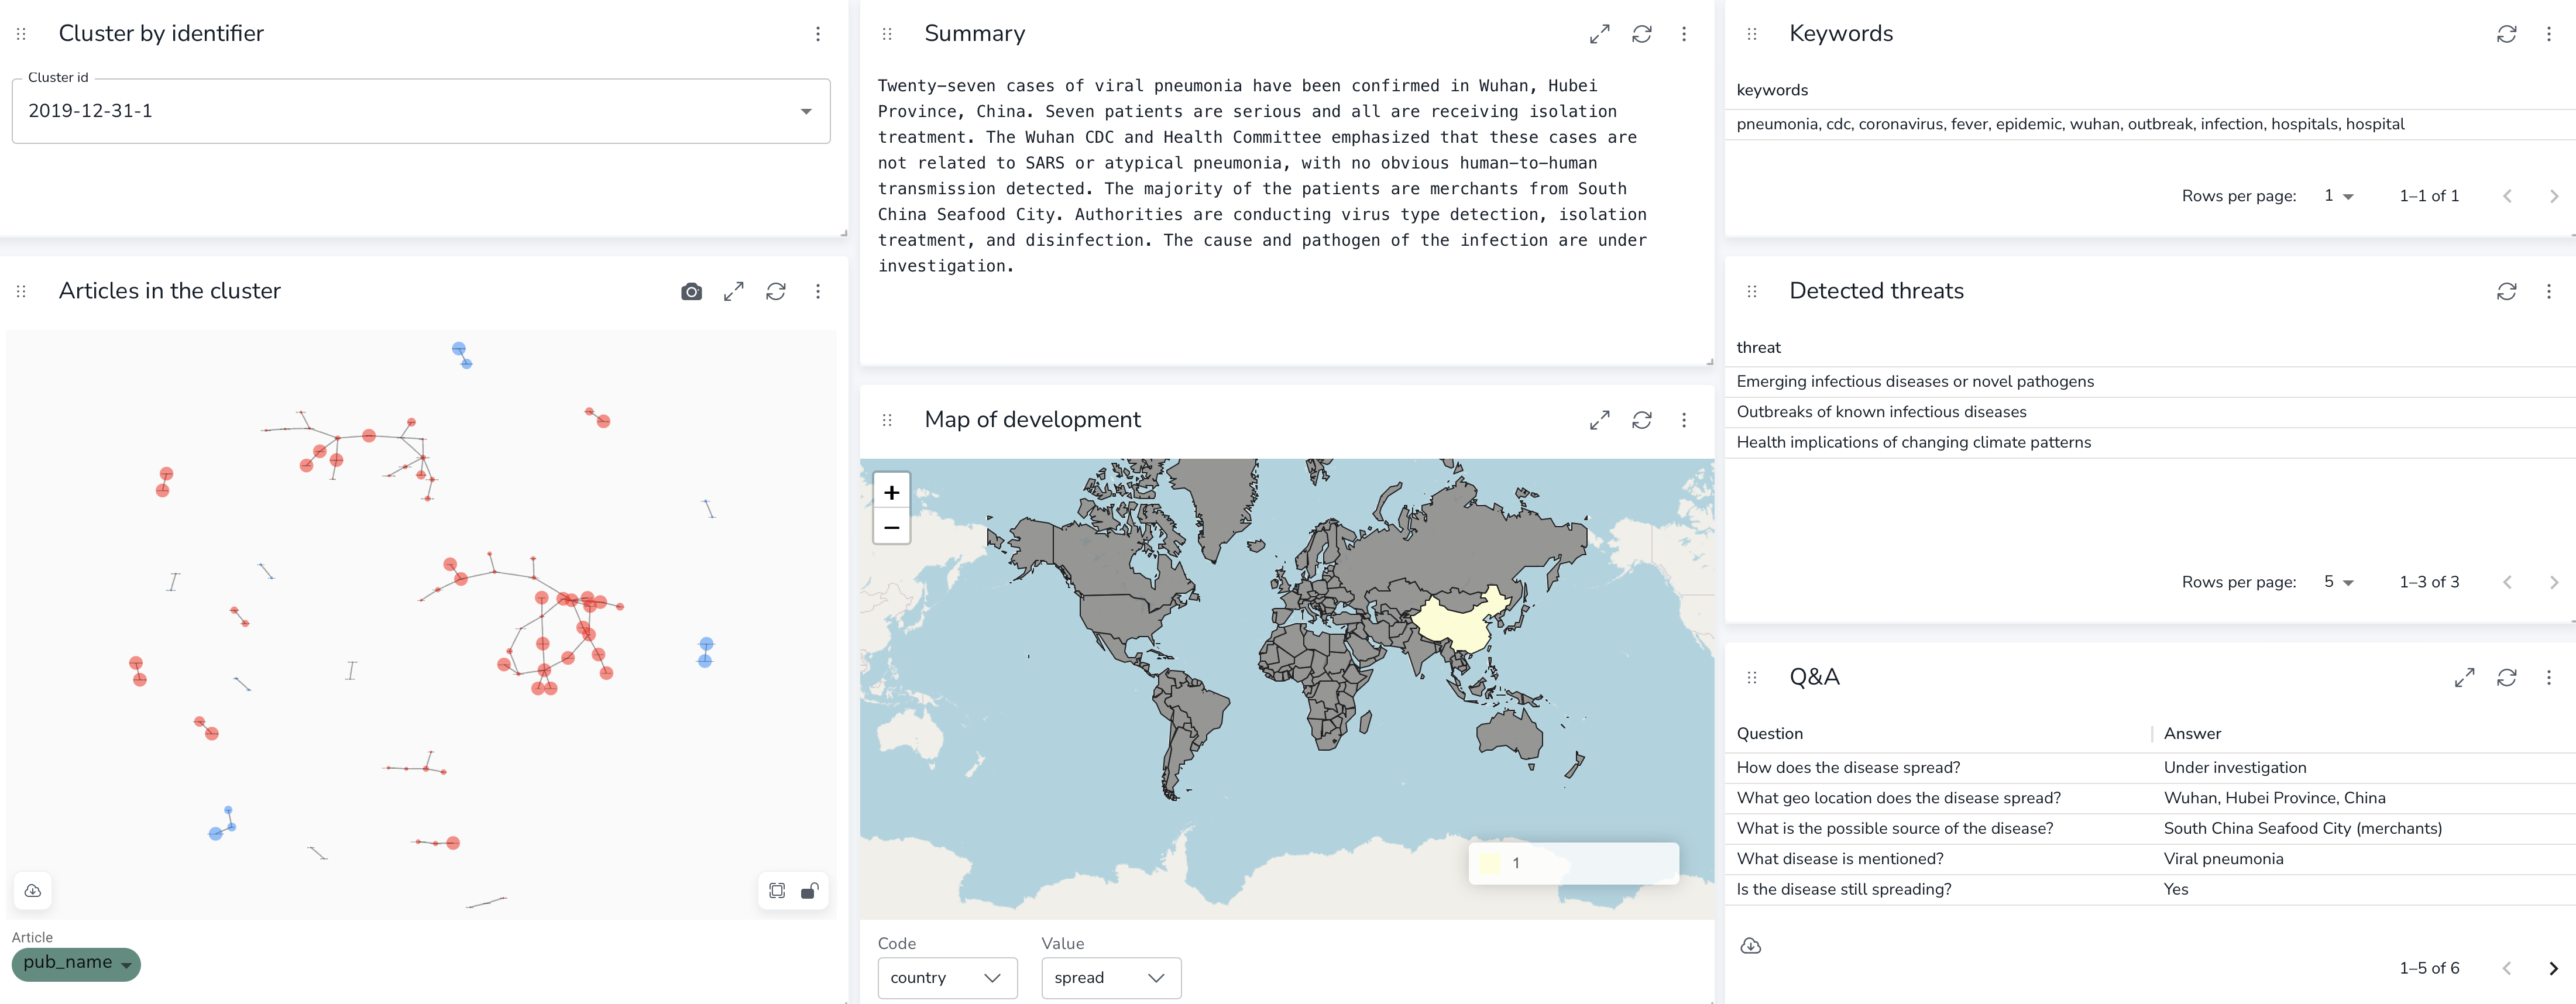 Cluster by identifier
Cluster id
2019-12-31-1
Articles in the cluster
Article
pub_name
Summary
Twenty-seven cases of viral pneumonia have been confirmed in Wuhan, Hubei
Province, China. Seven patients are serious and all are receiving isolation
treatment. The Wuhan CDC and Health Committee emphasized that these cases are
not related to SARS or atypical pneumonia, with no obvious human-to-human
transmission detected. The majority of the patients are merchants from South
China Seafood City. Authorities are conducting virus type detection, isolation
treatment, and disinfection. The cause and pathogen of the infection are under
investigation.
Map of development
+
−
1
Code
Value
country
spread
Keywords
keywords
pneumonia, cdc, coronavirus, fever, epidemic, wuhan, outbreak, infection, hospitals, hospital
Rows per page: 1 1–1 of 1
Detected threats
threat
Emerging infectious diseases or novel pathogens
Outbreaks of known infectious diseases
Health implications of changing climate patterns
Rows per page: 5 1–3 of 3
Q&A
Question Answer
How does the disease spread? Under investigation
What geo location does the disease spread? Wuhan, Hubei Province, China
What is the possible source of the disease? South China Seafood City (merchants)
What disease is mentioned? Viral pneumonia
Is the disease still spreading? Yes
1–5 of 6